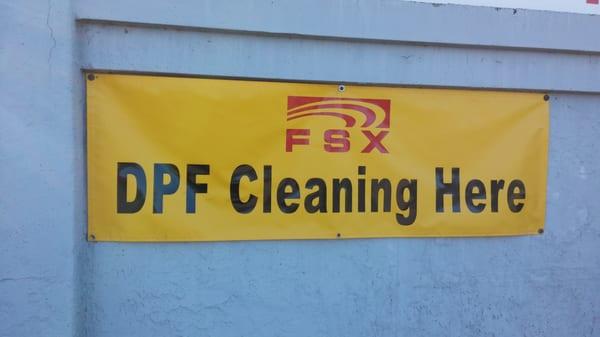 FSX
DPF Cleaning Here